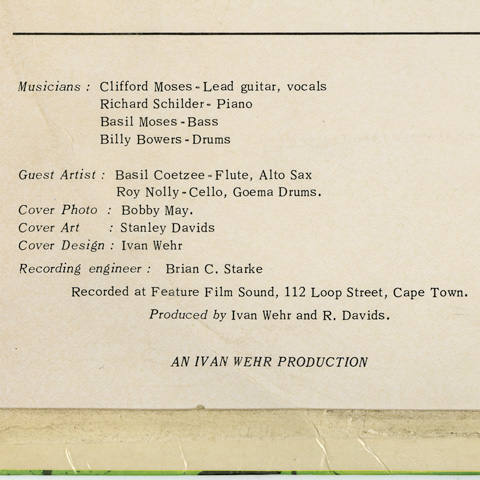 Musicians : Clifford Moses - Lead guitar, vocals
Richard Schilder - Piano
Basil Moses - Bass
Billy Bowers - Drums
Guest Artist : Basil Coetzee - Flute, Alto Sax
Roy Nolly - Cello, Goema Drums.
Cover Photo : Bobby May.
Cover Art : Stanley Davids
Cover Design : Ivan Wehr
Recording engineer : Brian C. Starke
Recorded at Feature Film Sound, 112 Loop Street, Cape Town.
Produced by Ivan Wehr and R. Davids.
AN IVAN WEHR PRODUCTION